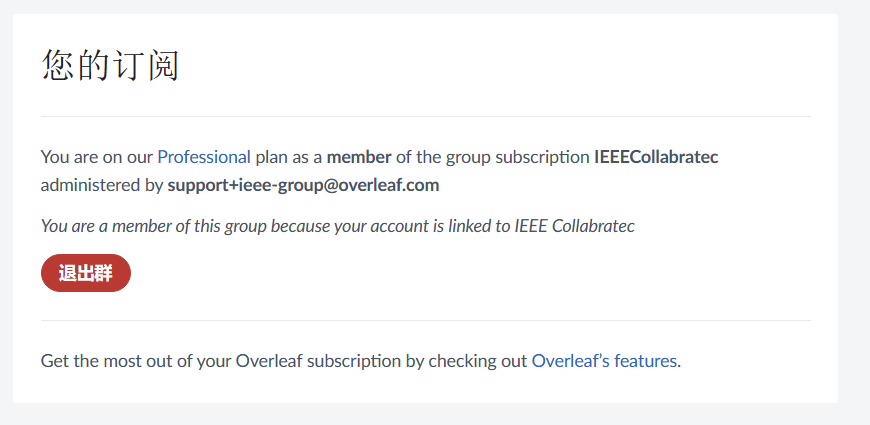 您的订阅
You are on our Professional plan as a member of the group subscription IEEECollabratec
administered by support+ieee-group@overleaf.com
You are a member of this group because your account is linked to IEEE Collabratec
退出群
Get the most out of your Overleaf subscription by checking out Overleaf’s features.